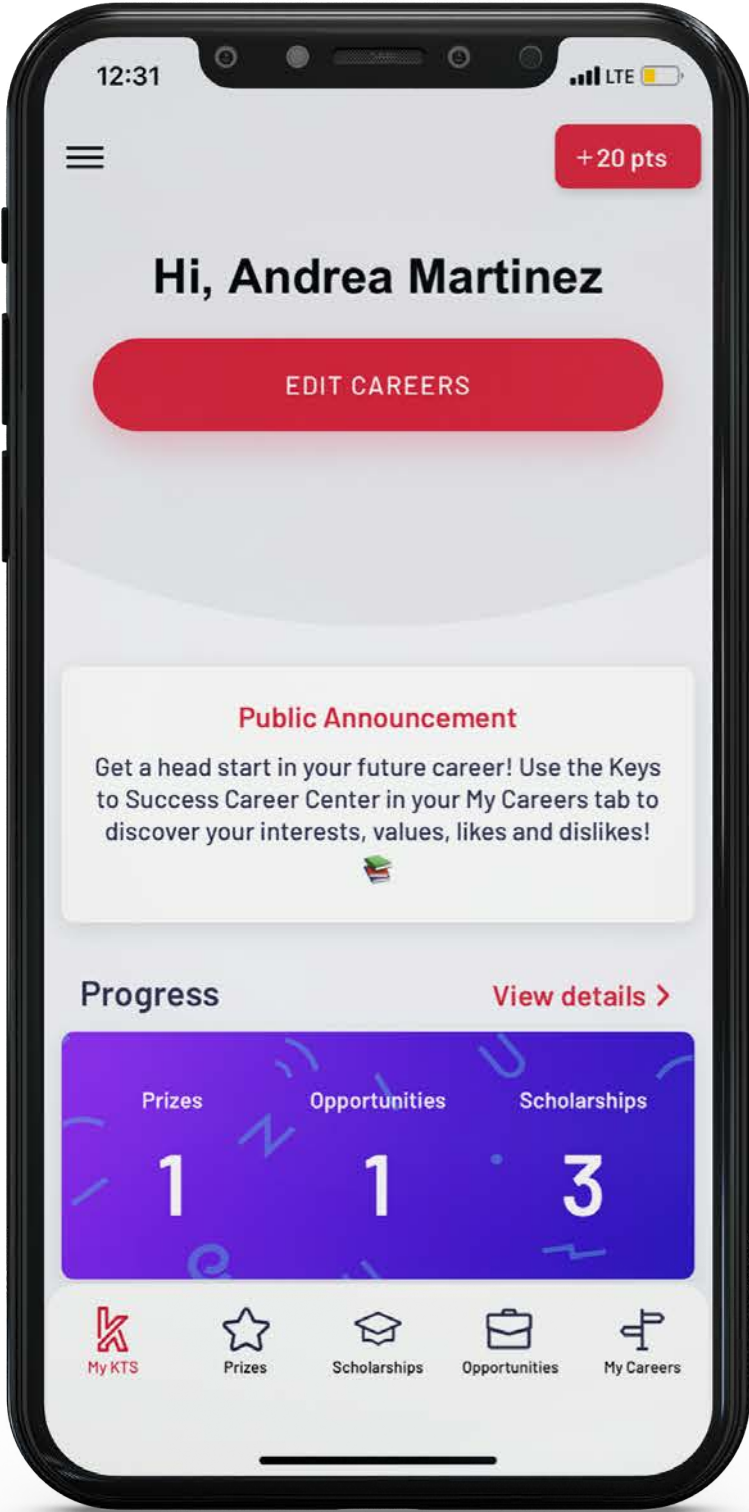 12:31
LTE
+20 pts
Hi, Andrea Martinez
EDIT CAREERS
Public Announcement
Get a head start in your future career! Use the Keys
to Success Career Center in your My Careers tab to
discover your interests, values, likes and dislikes!
Progress
View details
Prizes Opportunities Scholarships
1 1 3
My KTS Prizes Scholarships Opportunities My Careers